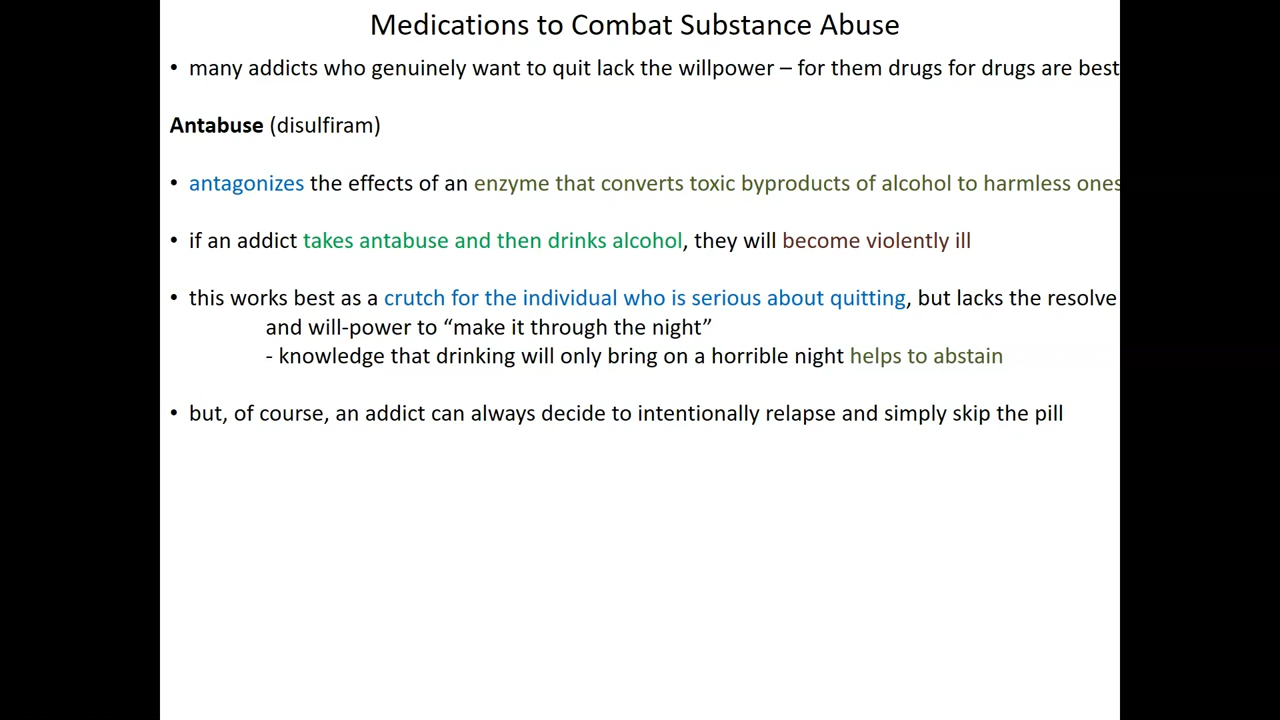 Medications to Combat Substance Abuse
• many addicts who genuinely want to quit lack the willpower – for them drugs for drugs are best
Antabuse (disulfiram)
• antagonizes the effects of an enzyme that converts toxic byproducts of alcohol to harmless ones
• if an addict takes antabuse and then drinks alcohol, they will become violently ill
• this works best as a crutch for the individual who is serious about quitting, but lacks the resolve
and will-power to “make it through the night”
- knowledge that drinking will only bring on a horrible night helps to abstain
• but, of course, an addict can always decide to intentionally relapse and simply skip the pill